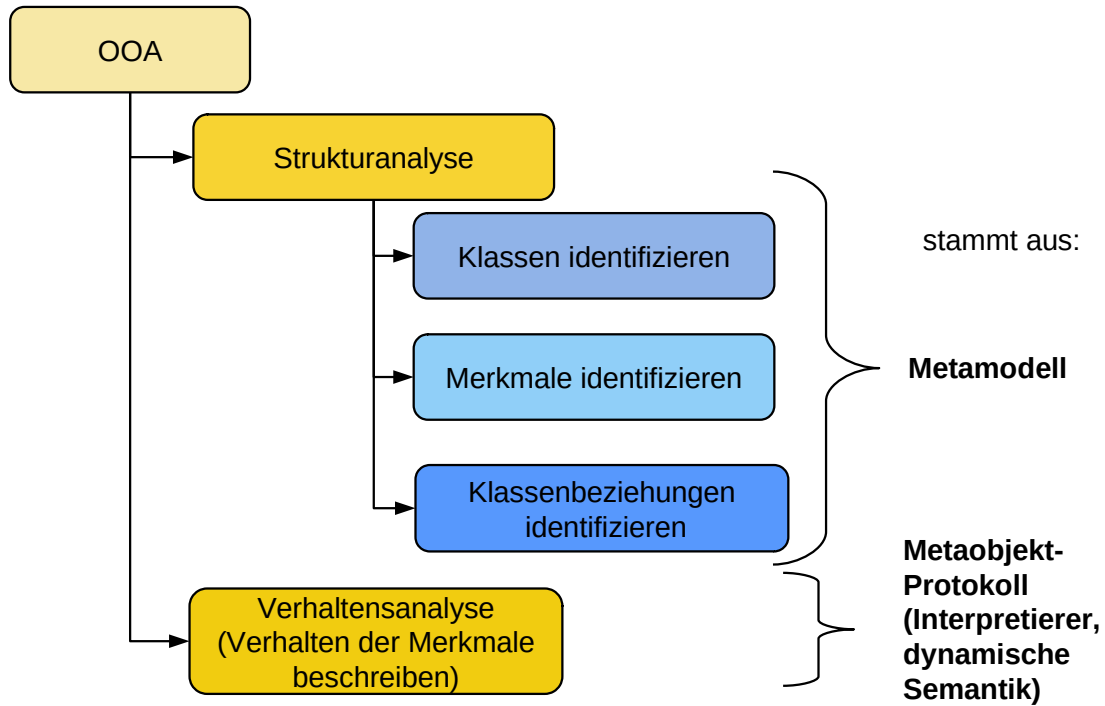 OOA
Strukturanalyse
Klassen identifizieren
stammt aus:
Merkmale identifizieren
Metamodell
Klassenbeziehungen
identifizieren
Verhaltensanalyse
(Verhalten der Merkmale
beschreiben)
Metaobjekt-
Protokoll
(Interpretierer,
dynamische
Semantik)